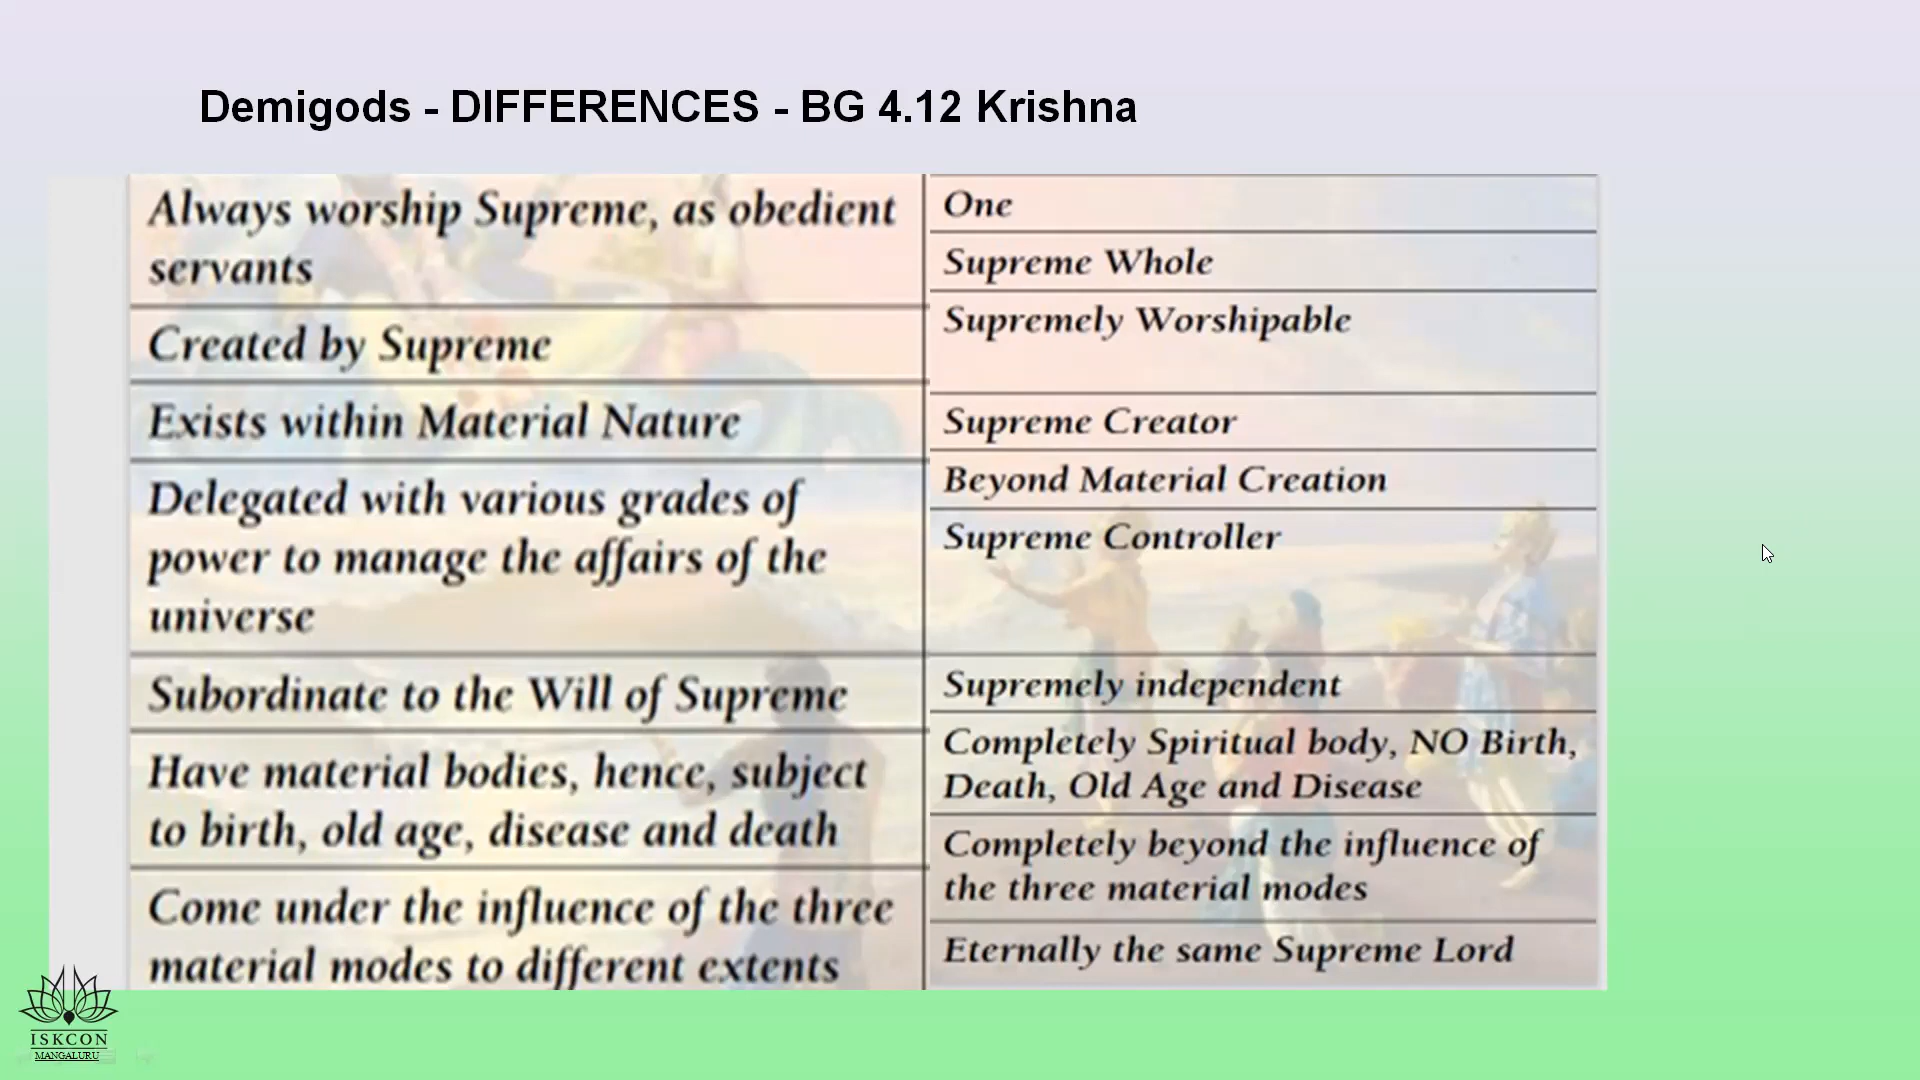 Demigods - DIFFERENCES - BG 4.12 Krishna
Always worship Supreme, as obedient
servants
Created by Supreme
Exists within Material Nature
Delegated with various grades of
power to manage the affairs of the
universe
Subordinate to the Will of Supreme
Have material bodies, hence, subject
to birth, old age, disease and death
Come under the influence of the three
material modes to different extents
One
Supreme Whole
Supremely Worshipable
Supreme Creator
Beyond Material Creation
Supreme Controller
Supremely independent
Completely Spiritual body, NO Birth,
Death, Old Age and Disease
Completely beyond the influence of
the three material modes
Eternally the same Supreme Lord
ISKCON
MANGALURU